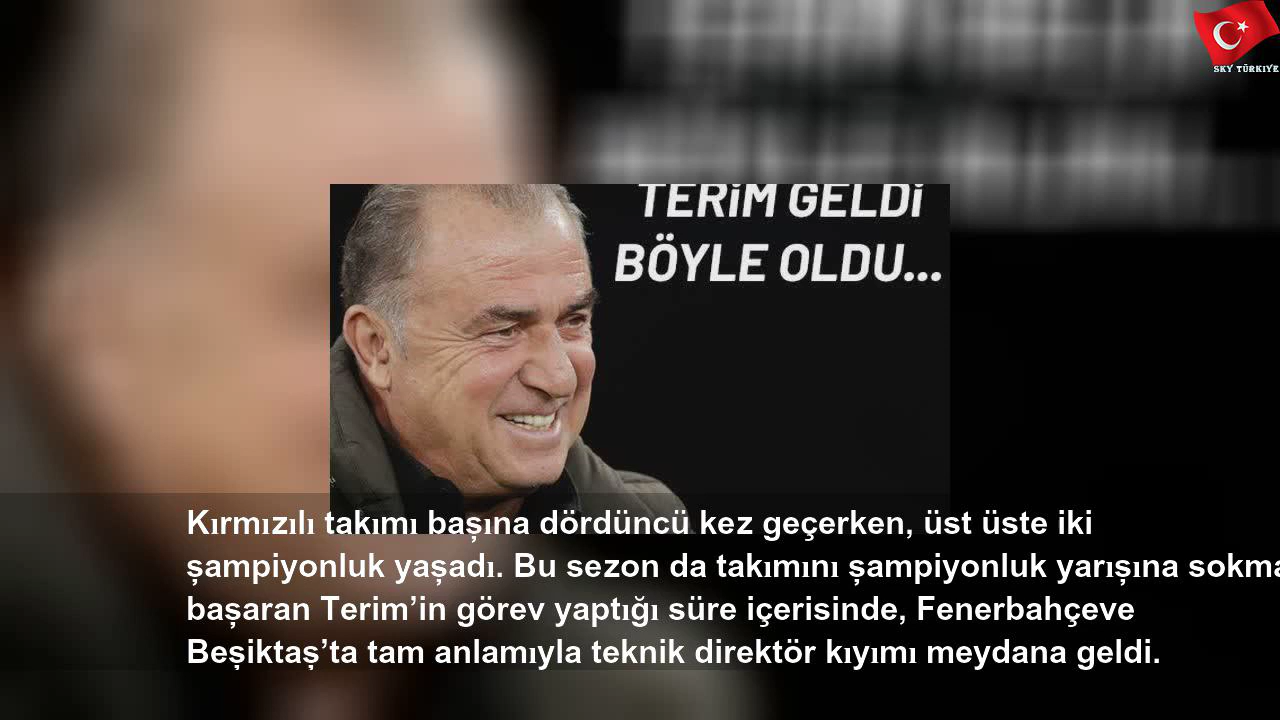 SKY TÜRKIYE
TERİM GELDİ
BÖYLE OLDU...
Kırmızılı takımı başına dördüncü kez geçerken, üst üste iki
şampiyonluk yaşadı. Bu sezon da takımını şampiyonluk yarışına sokma
başaran Terim’in görev yaptığı süre içerisinde, Fenerbahçeve
Beşiktaş’ta tam anlamıyla teknik direktör kıyımı meydana geldi.